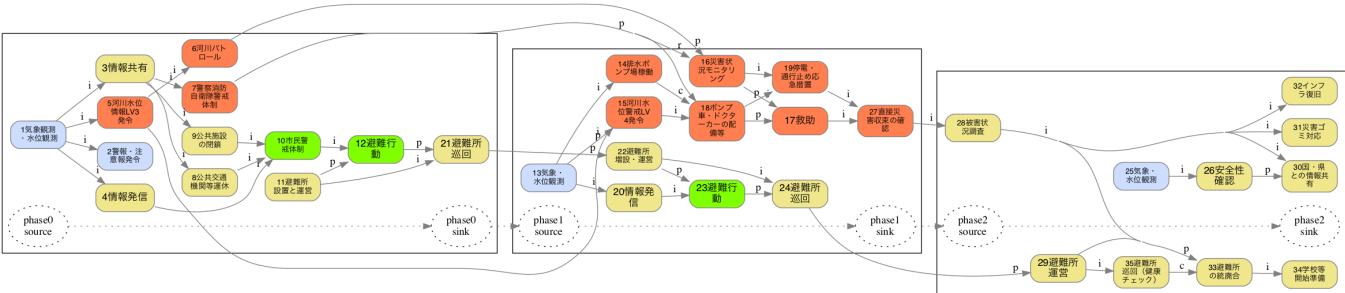 6河川パト
ロール
3情報共有
7警察消防
自衛隊警戒
体制
5河川水位
情報LV3
発令
1気象観測
・水位観測
9公共施設
の閉鎖
2警報・注
意報発令
10市民警
戒体制
12避難行
動
21避難所
巡回
8公共交通
機関等運休
11避難所
設置と運営
4情報発信
phase0
source
phase0
sink
14排水ポ
ンプ場稼働
16災害状
況モニタリ
ング
19停電・
通行止め応
急措置
15河川水
位警戒LV
4発令
18ポンプ
車・ドクタ
ーカーの配
備等
17救助
27直接災
害収束の確
認
22避難所
増設・運営
13気象・
水位観測
20情報発
信
23避難行
動
24避難所
巡回
phase1
source
phase1
sink
32インフ
ラ復旧
28被害状
況調査
31災害ゴ
ミ対応
25気象・
水位観測
26安全性
確認
30国・県
との情報共
有
phase2
source
phase2
sink
29避難所
運営
35避難所
巡回（健康
チェック）
33避難所
の統廃合
34学校等
開始準備
i
i
i
i
i
i
i
i
i
i
r
i
p
p
i
p
r
p
i
p
p
i
c
i
p
i
p
i
i
p
i
i
p
i
i
i
i
i
i
p
p
i
c
p
i